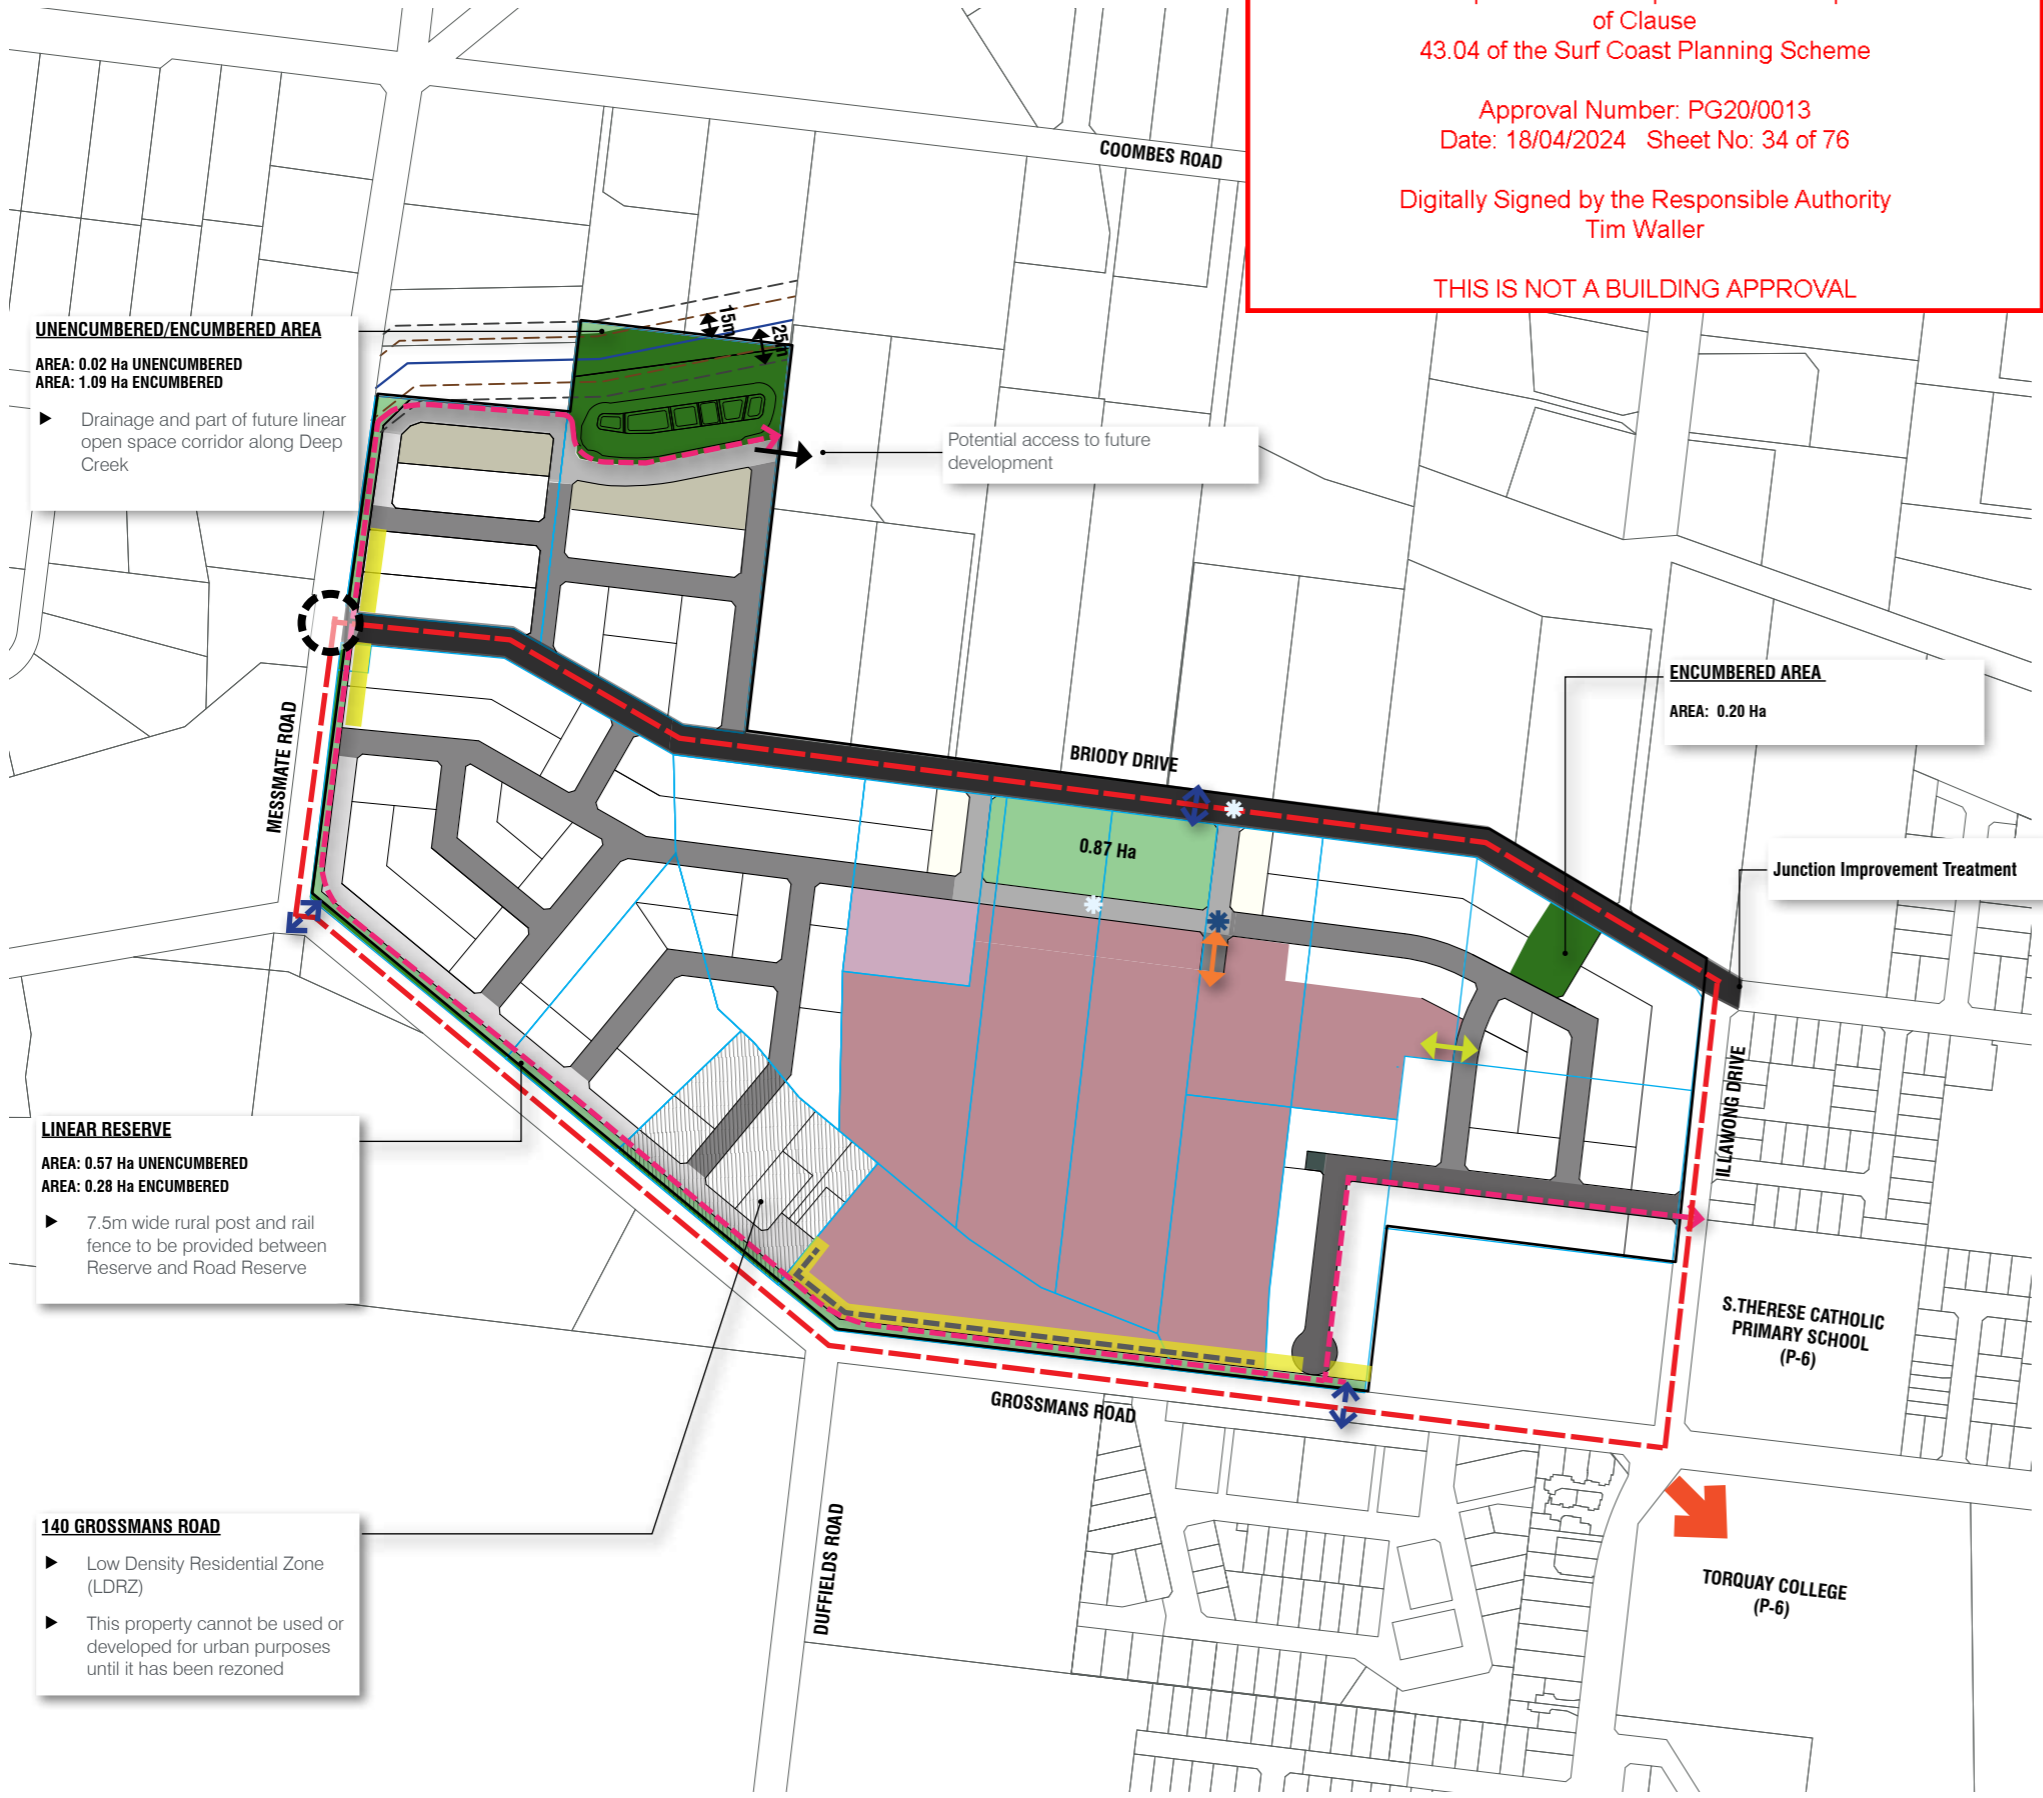 of Clause
43.04 of the Surf Coast Planning Scheme
Approval Number: PG20/0013
Date: 18/04/2024 Sheet No: 34 of 76
Digitally Signed by the Responsible Authority
Tim Waller
THIS IS NOT A BUILDING APPROVAL
COOMBES ROAD
UNENCUMBERED/ENCUMBERED AREA
AREA: 0.02 Ha UNENCUMBERED
AREA: 1.09 Ha ENCUMBERED
Drainage and part of future linear
open space corridor along Deep
Creek
15m
25m
Potential access to future
development
ENCUMBERED AREA
AREA: 0.20 Ha
MESSMATE ROAD
BRIODY DRIVE
0.87 Ha
Junction Improvement Treatment
ILLAWONG DRIVE
LINEAR RESERVE
AREA: 0.57 Ha UNENCUMBERED
AREA: 0.28 Ha ENCUMBERED
7.5m wide rural post and rail
fence to be provided between
Reserve and Road Reserve
S.THERESE CATHOLIC
PRIMARY SCHOOL
(P-6)
GROSSMANS ROAD
140 GROSSMANS ROAD
Low Density Residential Zone
(LDRZ)
This property cannot be used or
developed for urban purposes
until it has been rezoned
DUFFIELDS ROAD
TORQUAY COLLEGE
(P-6)